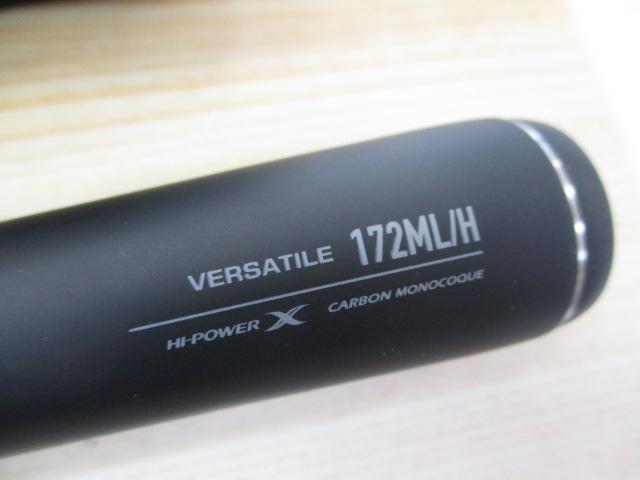 VERSATILE 172ML/H
HI-POWER X CARBON MONOCOQUE